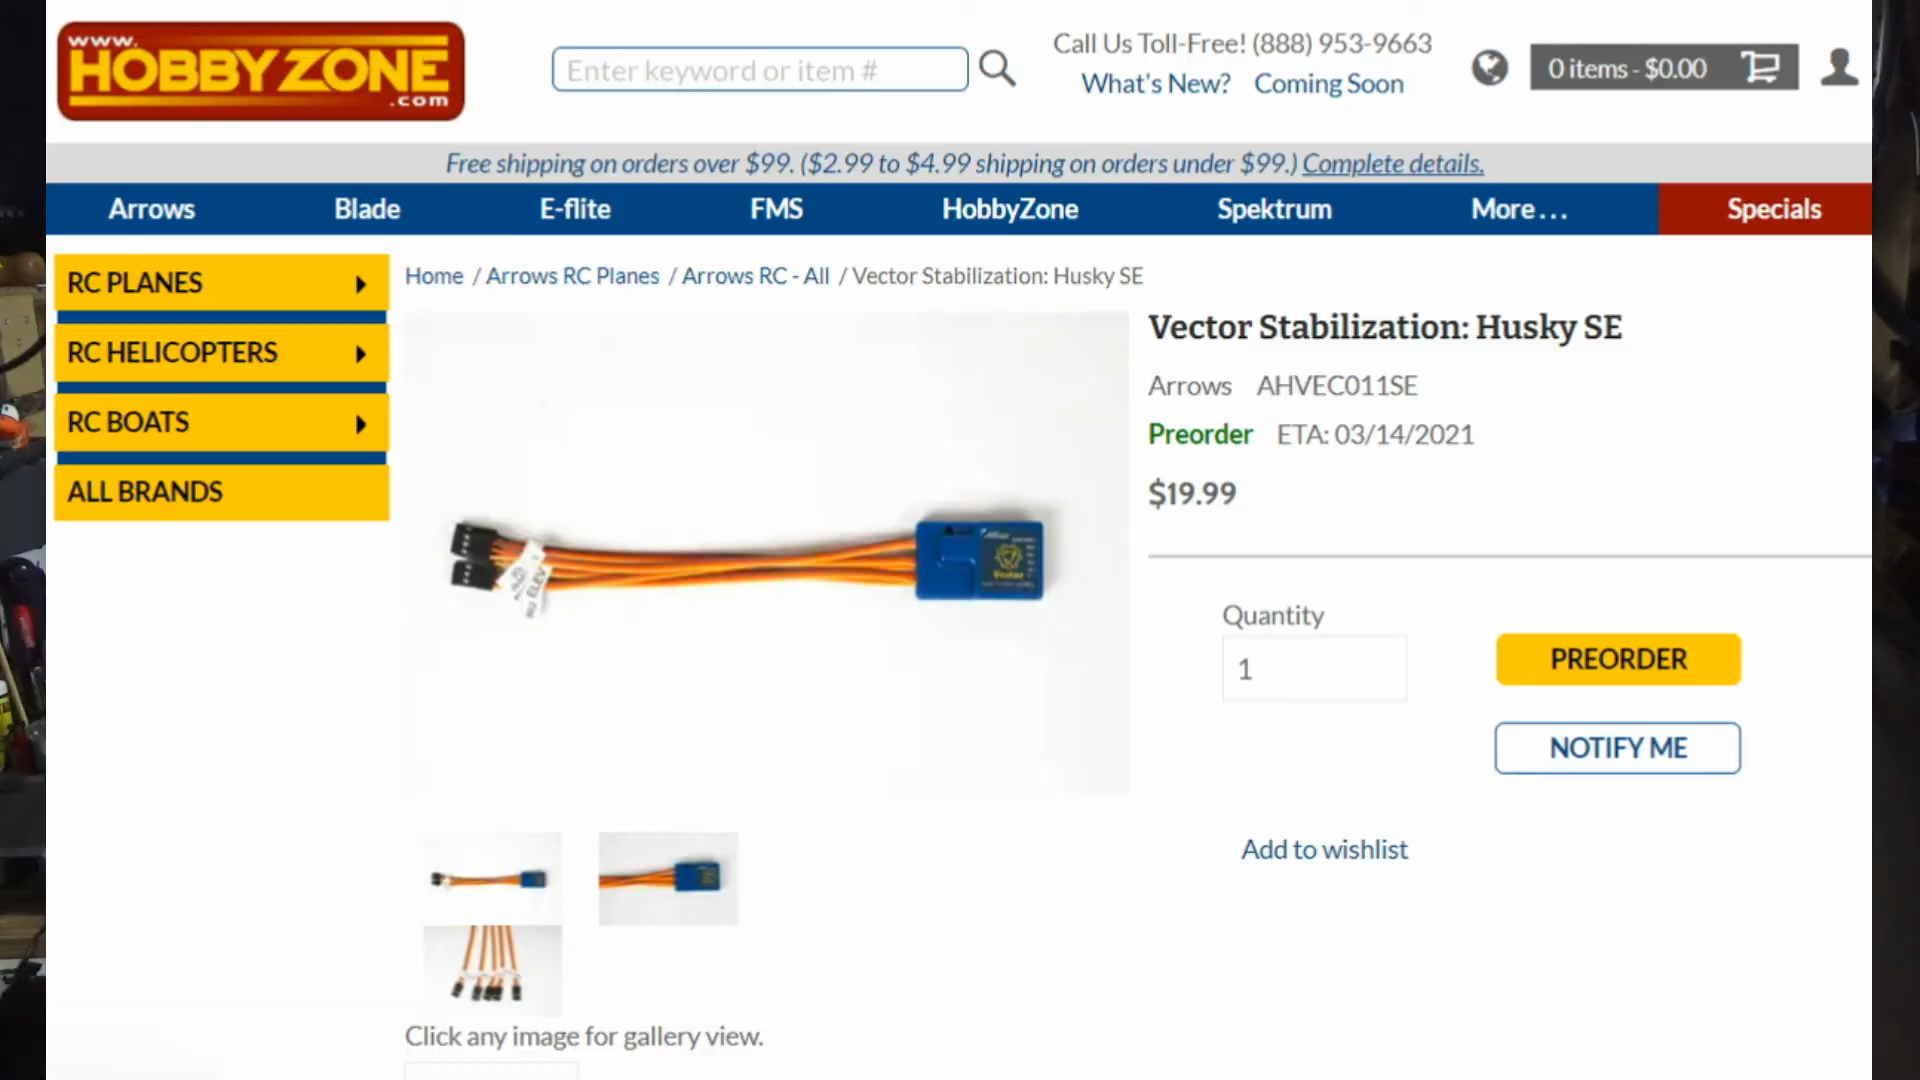 www.
HOBBYZONE
.com
Enter keyword or item #
Call Us Toll-Free! (888) 953-9663
What's New? Coming Soon
0 items - $0.00
Free shipping on orders over $99. ($2.99 to $4.99 shipping on orders under $99.) Complete details.
Arrows Blade E-flite FMS HobbyZone Spektrum More... Specials
RC PLANES
RC HELICOPTERS
RC BOATS
ALL BRANDS
Home / Arrows RC Planes / Arrows RC - All / Vector Stabilization: Husky SE
Vector Stabilization: Husky SE
Arrows AHVEC011SE
Preorder ETA: 03/14/2021
$19.99
ELEV
Vector
Quantity
1
PREORDER
NOTIFY ME
Add to wishlist
Click any image for gallery view.